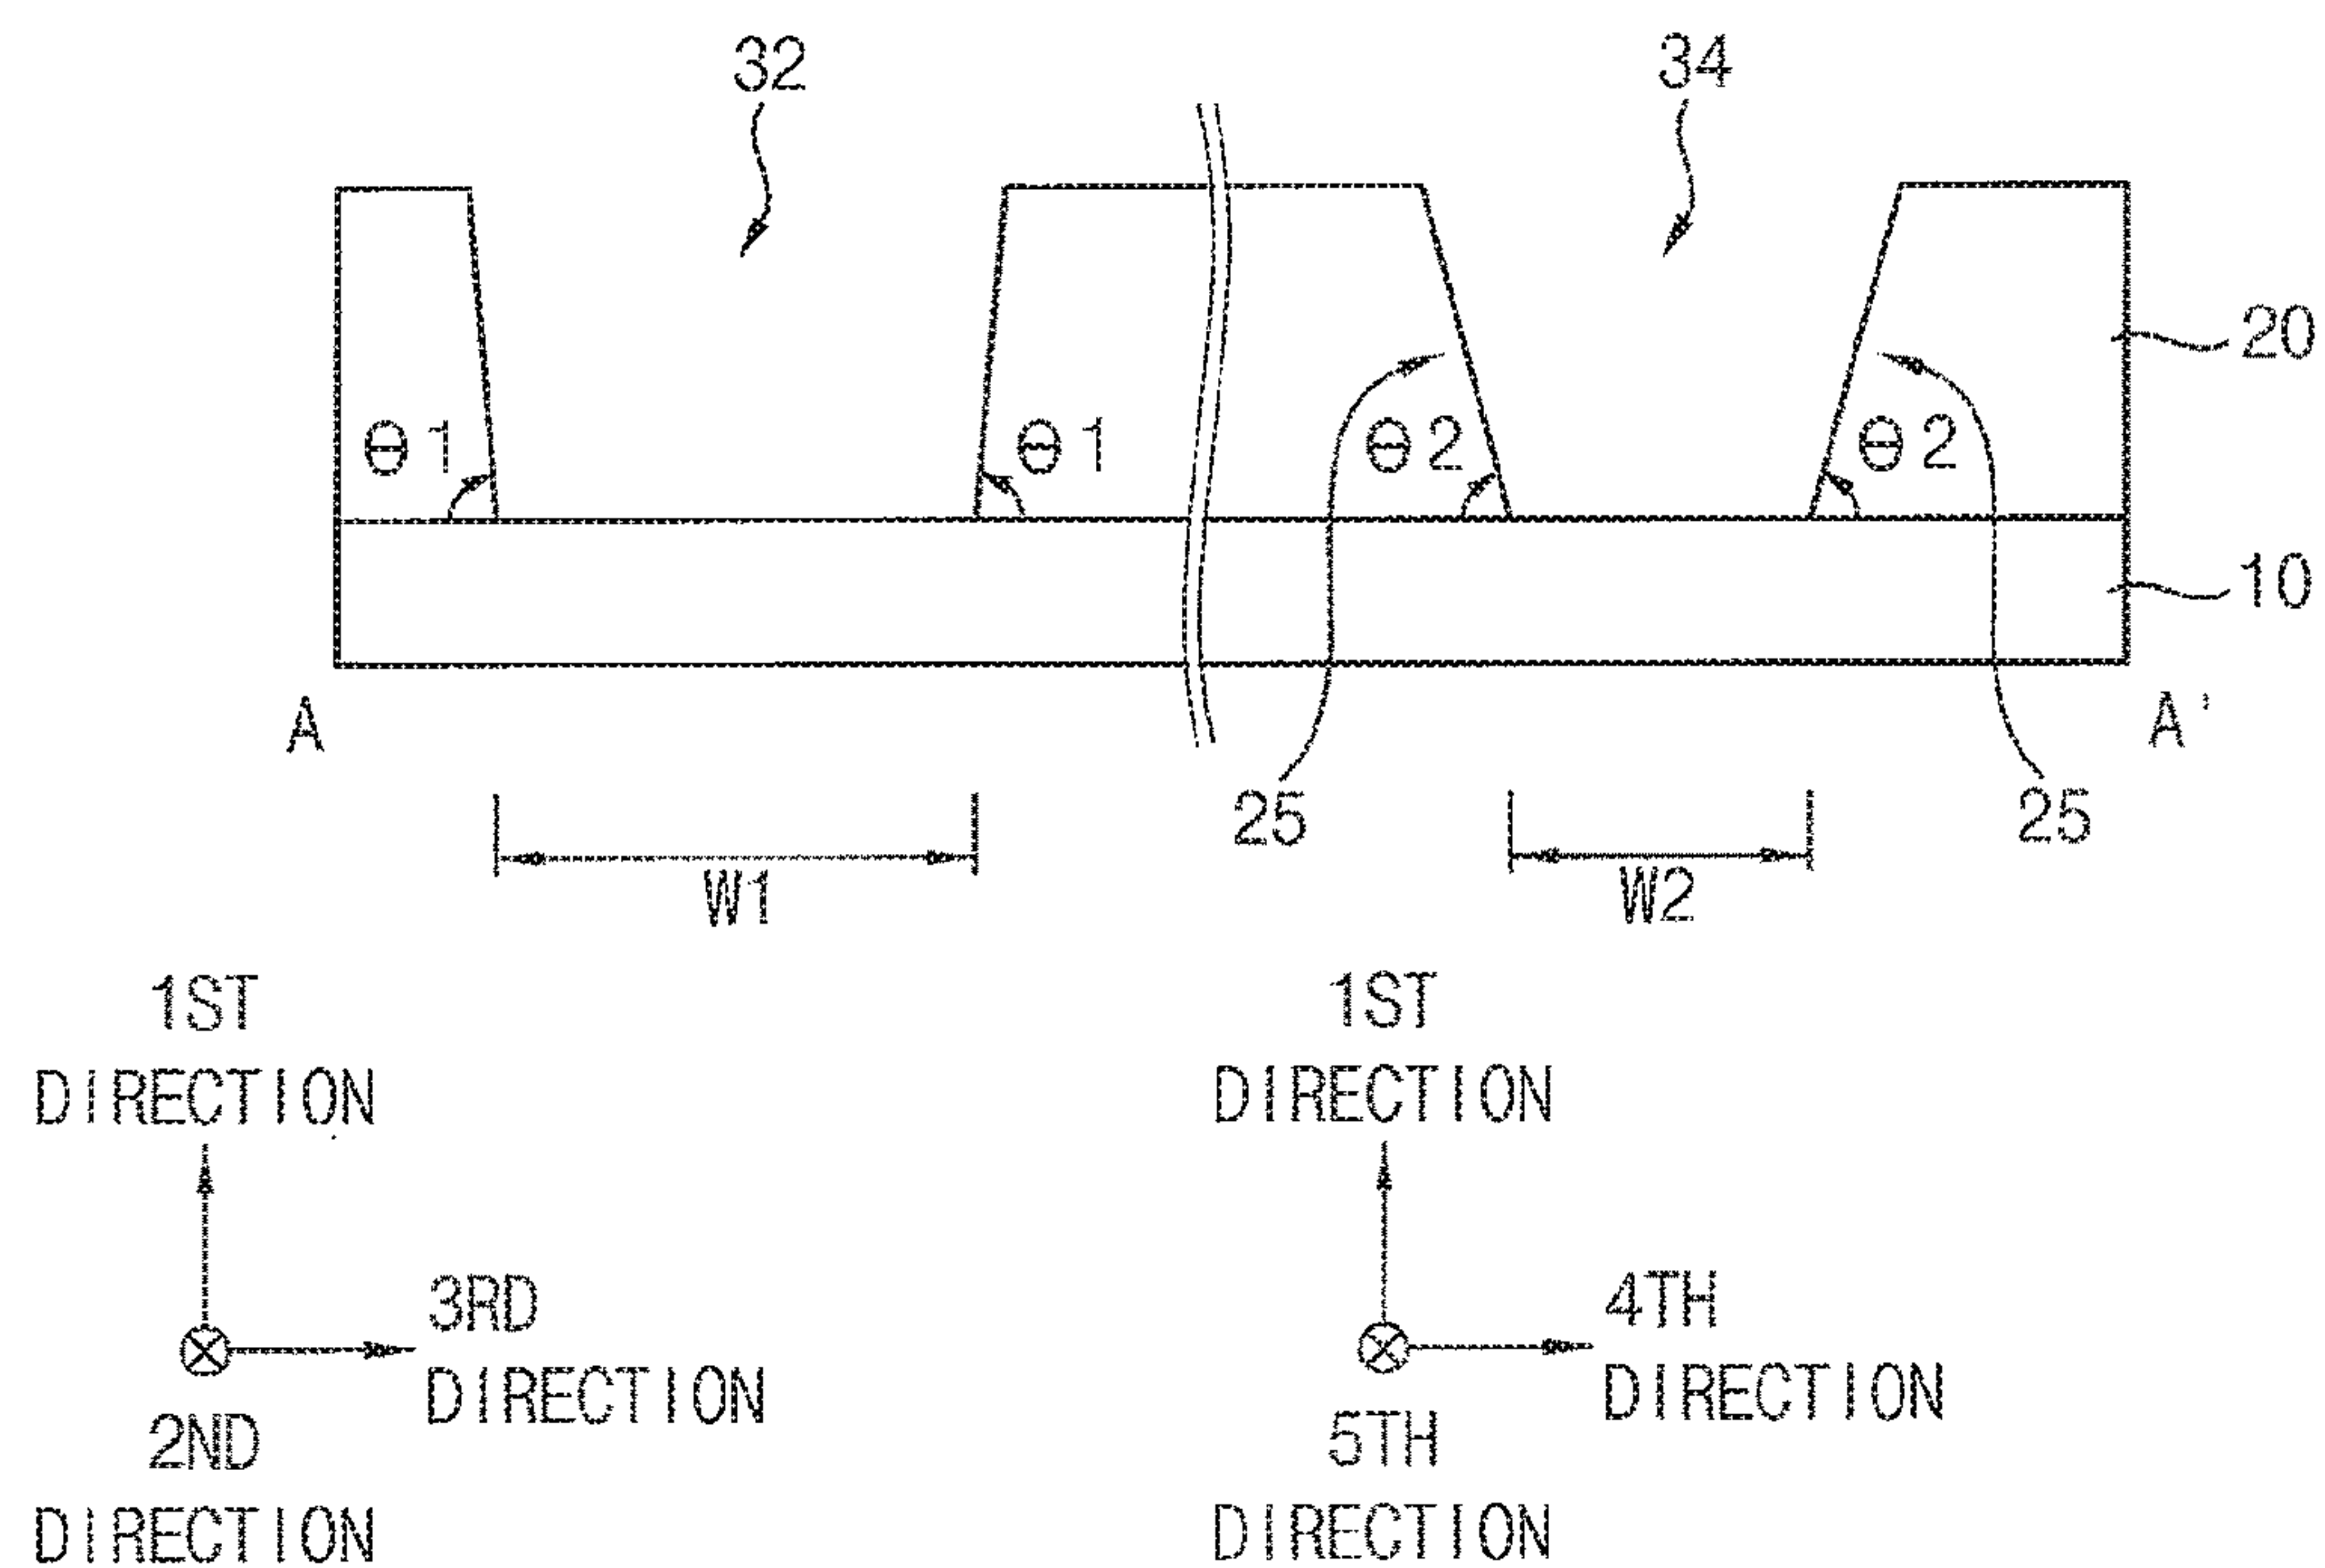 32
34
20
Θ1
Θ1
Θ2
Θ2
10
A
A'
25
25
W1
W2
1ST
DIRECTION
3RD
DIRECTION
2ND
DIRECTION
1ST
DIRECTION
4TH
DIRECTION
5TH
DIRECTION